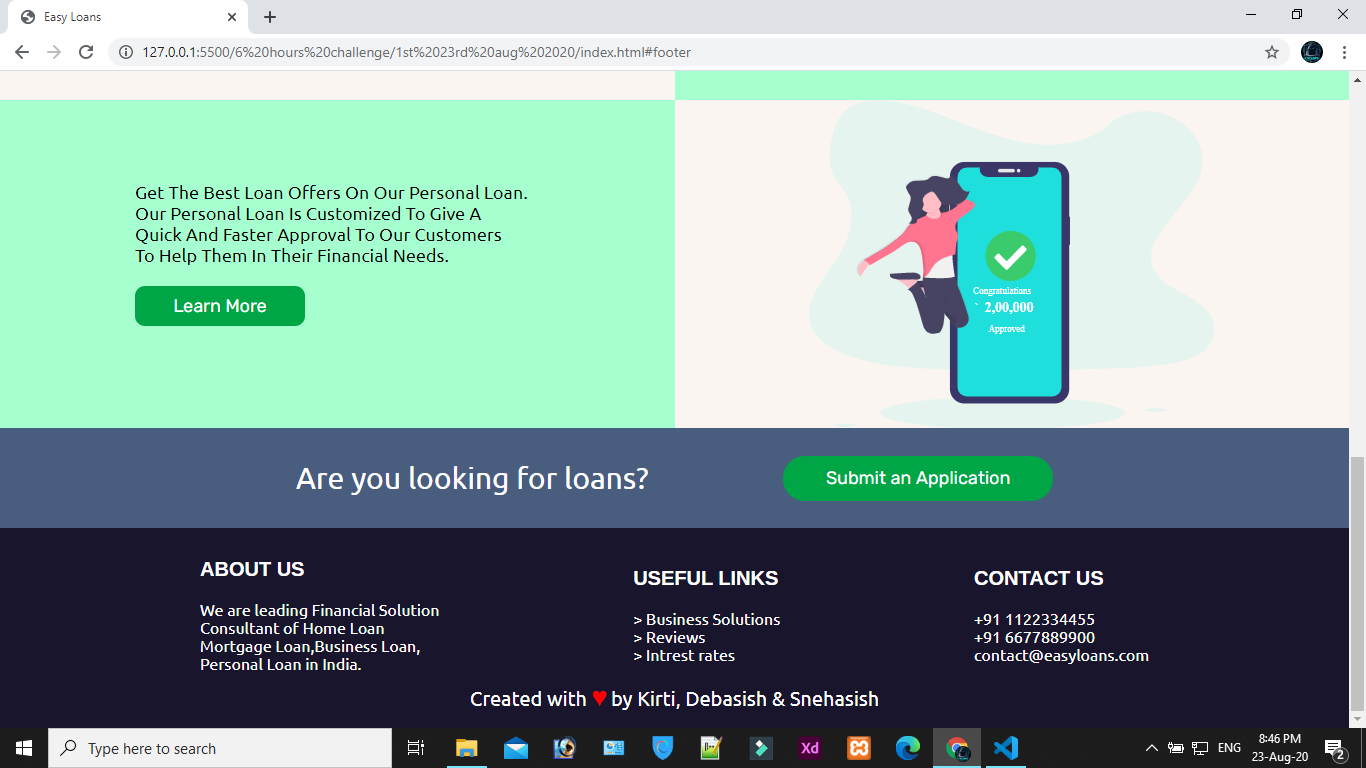 Easy Loans
127.0.0.1:5500/6%20hours%20challenge/1st%2023rd%20aug%202020/index.html#footer
Get The Best Loan Offers On Our Personal Loan.
Our Personal Loan Is Customized To Give A
Quick And Faster Approval To Our Customers
To Help Them In Their Financial Needs.
Learn More
Congratulations
` 2,00,000
Approved
Are you looking for loans?
Submit an Application
ABOUT US
We are leading Financial Solution
Consultant of Home Loan
Mortgage Loan,Business Loan,
Personal Loan in India.
USEFUL LINKS
> Business Solutions
> Reviews
> Intrest rates
CONTACT US
+91 1122334455
+91 6677889900
contact@easyloans.com
Created with ♥ by Kirti, Debasish & Snehasish
Type here to search
Xd
ENG
8:46 PM
23-Aug-20
2